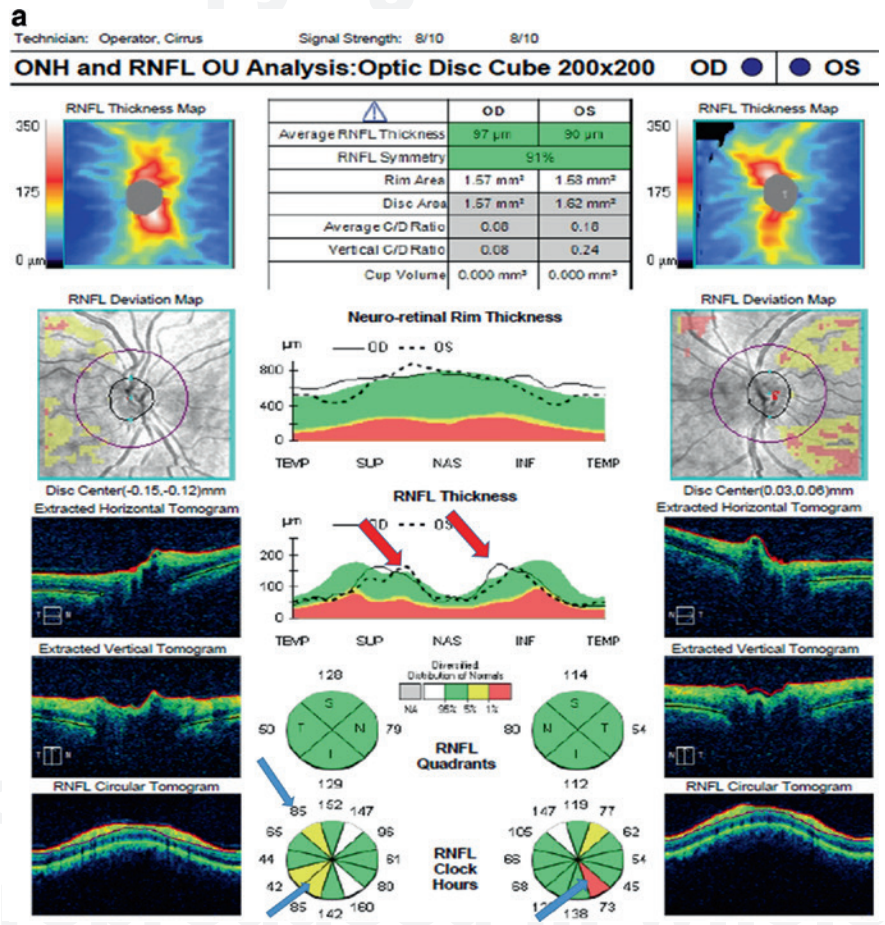 a
Technician: Operator, Cirrus Signal Strength: 8/10 8/10
ONH and RNFL OU Analysis:Optic Disc Cube 200x200 OD OS
RNFL Thickness Map
350
175
0 µm
OD OS
Average RNFL Thickness 97 µm 90 µm
RNFL Symmetry 91%
Rim Area 1.57 mm² 1.58 mm²
Disc Area 1.57 mm² 1.62 mm²
Average C/D Ratio 0.08 0.18
Vertical C/D Ratio 0.08 0.24
Cup Volume 0.000 mm³ 0.000 mm³
RNFL Thickness Map
350
175
0 µm
RNFL Deviation Map
Disc Center(-0.15,-0.12)mm
Neuro-retinal Rim Thickness
µm OD OS
800
400
0
TEMP SUP NAS INF TEMP
RNFL Deviation Map
Disc Center(0.03,0.06)mm
Extracted Horizontal Tomogram
T N
RNFL Thickness
µm OD OS
200
100
0
TEMP SUP NAS INF TEMP
Extracted Horizontal Tomogram
N T
Extracted Vertical Tomogram
T N
Diversified
Distribution of Normals
NA 95% 5% 1%
128
S
60 T N 79
I
129
RNFL
Quadrants
114
S
80 N T 54
I
112
Extracted Vertical Tomogram
N T
RNFL Circular Tomogram
85 152 147
65 96
44 61
42 80
85 142 160
RNFL
Clock
Hours
147 119 77
105 62
66 54
68 45
138 73
RNFL Circular Tomogram